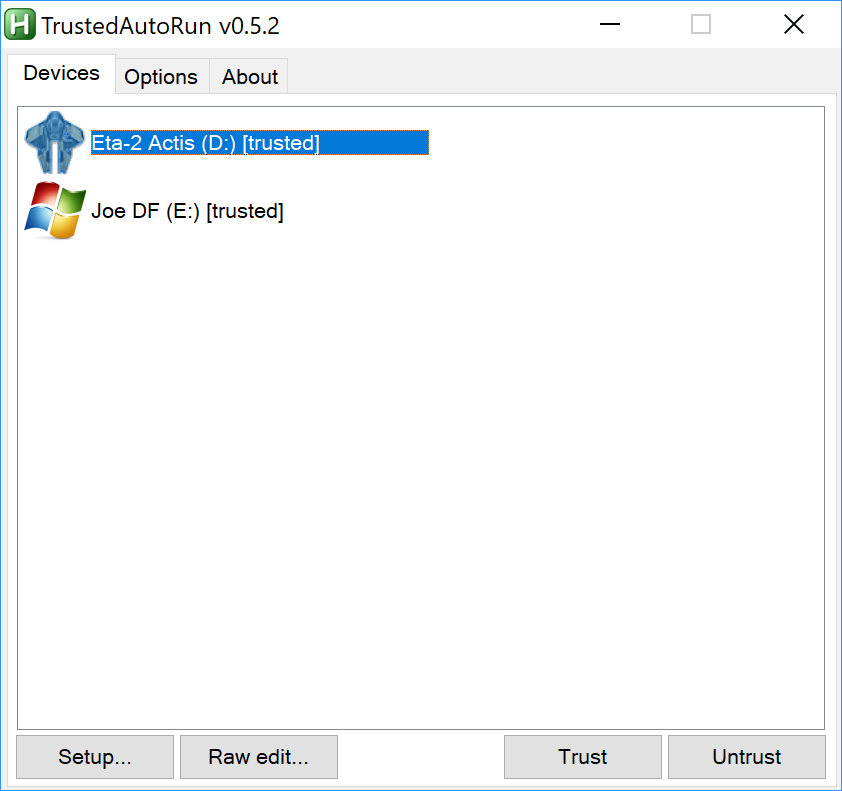 TrustedAutoRun v0.5.2
Devices Options About
Eta-2 Actis (D:) [trusted]
Joe DF (E:) [trusted]
Setup... Raw edit... Trust Untrust